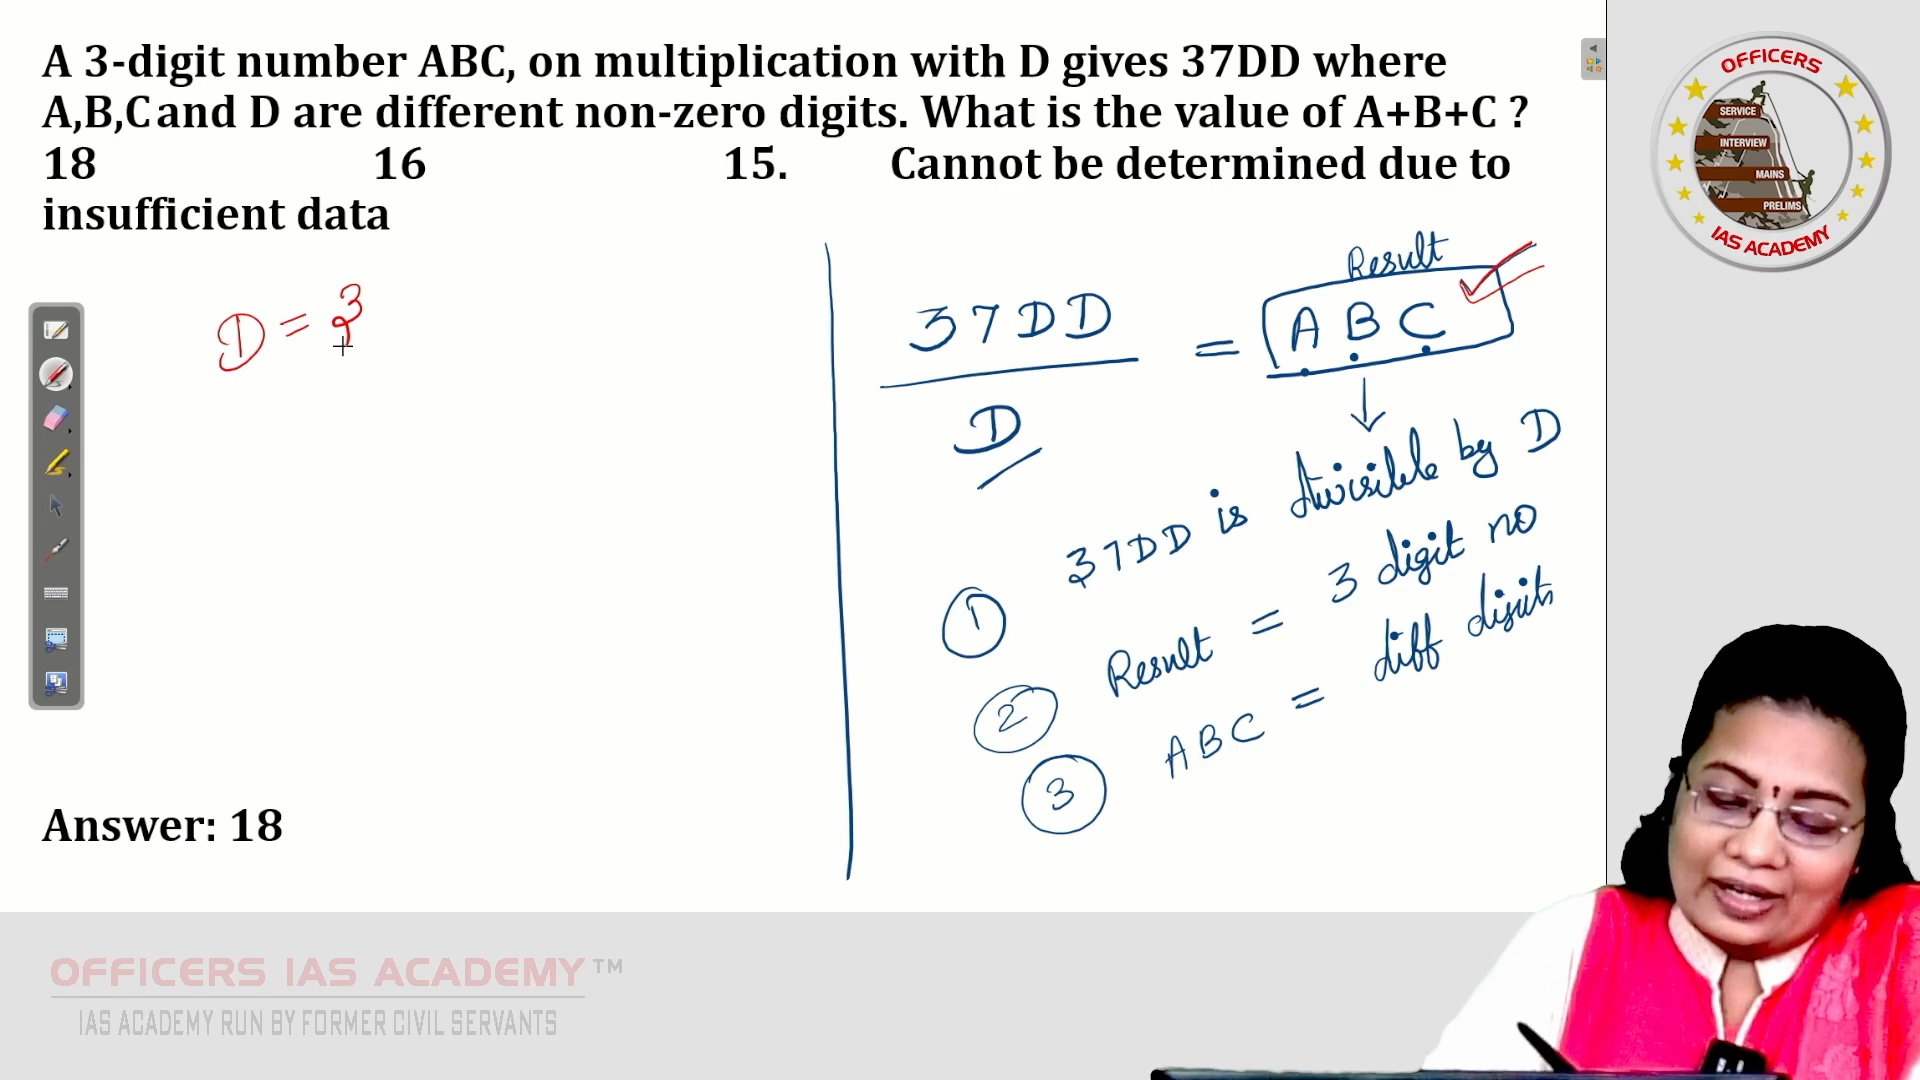 A 3-digit number ABC, on multiplication with D gives 37DD where
A,B,C and D are different non-zero digits. What is the value of A+B+C ?
18 16 15. Cannot be determined due to
insufficient data
D = 3
Result
37DD / D = ABC
37DD is divisible by D
1
Result = 3 digit no
2
ABC = diff digits
3
Answer: 18
OFFICERS
SERVICE
INTERVIEW
MAINS
PRELIMS
IAS ACADEMY
OFFICERS IAS ACADEMY™
IAS ACADEMY RUN BY FORMER CIVIL SERVANTS